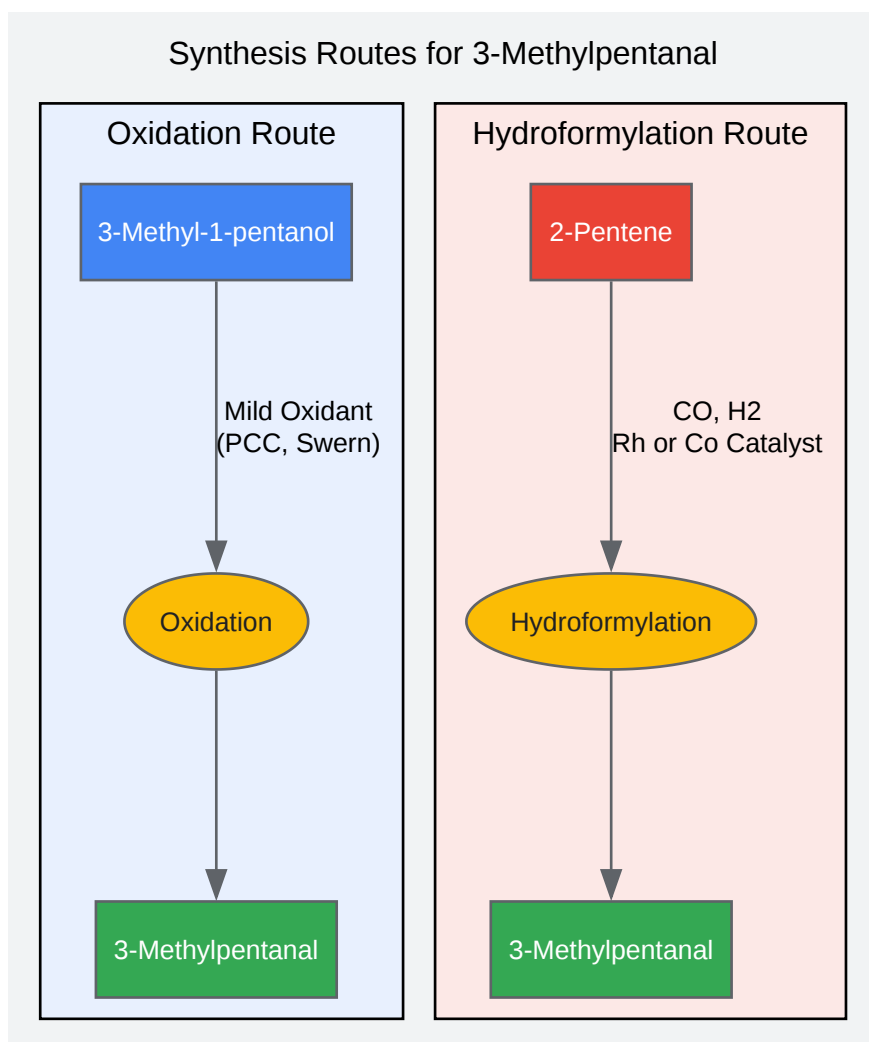 Synthesis Routes for 3-Methylpentanal
Oxidation Route
3-Methyl-1-pentanol
Mild Oxidant
(PCC, Swern)
Oxidation
3-Methylpentanal
Hydroformylation Route
2-Pentene
CO, H2
Rh or Co Catalyst
Hydroformylation
3-Methylpentanal